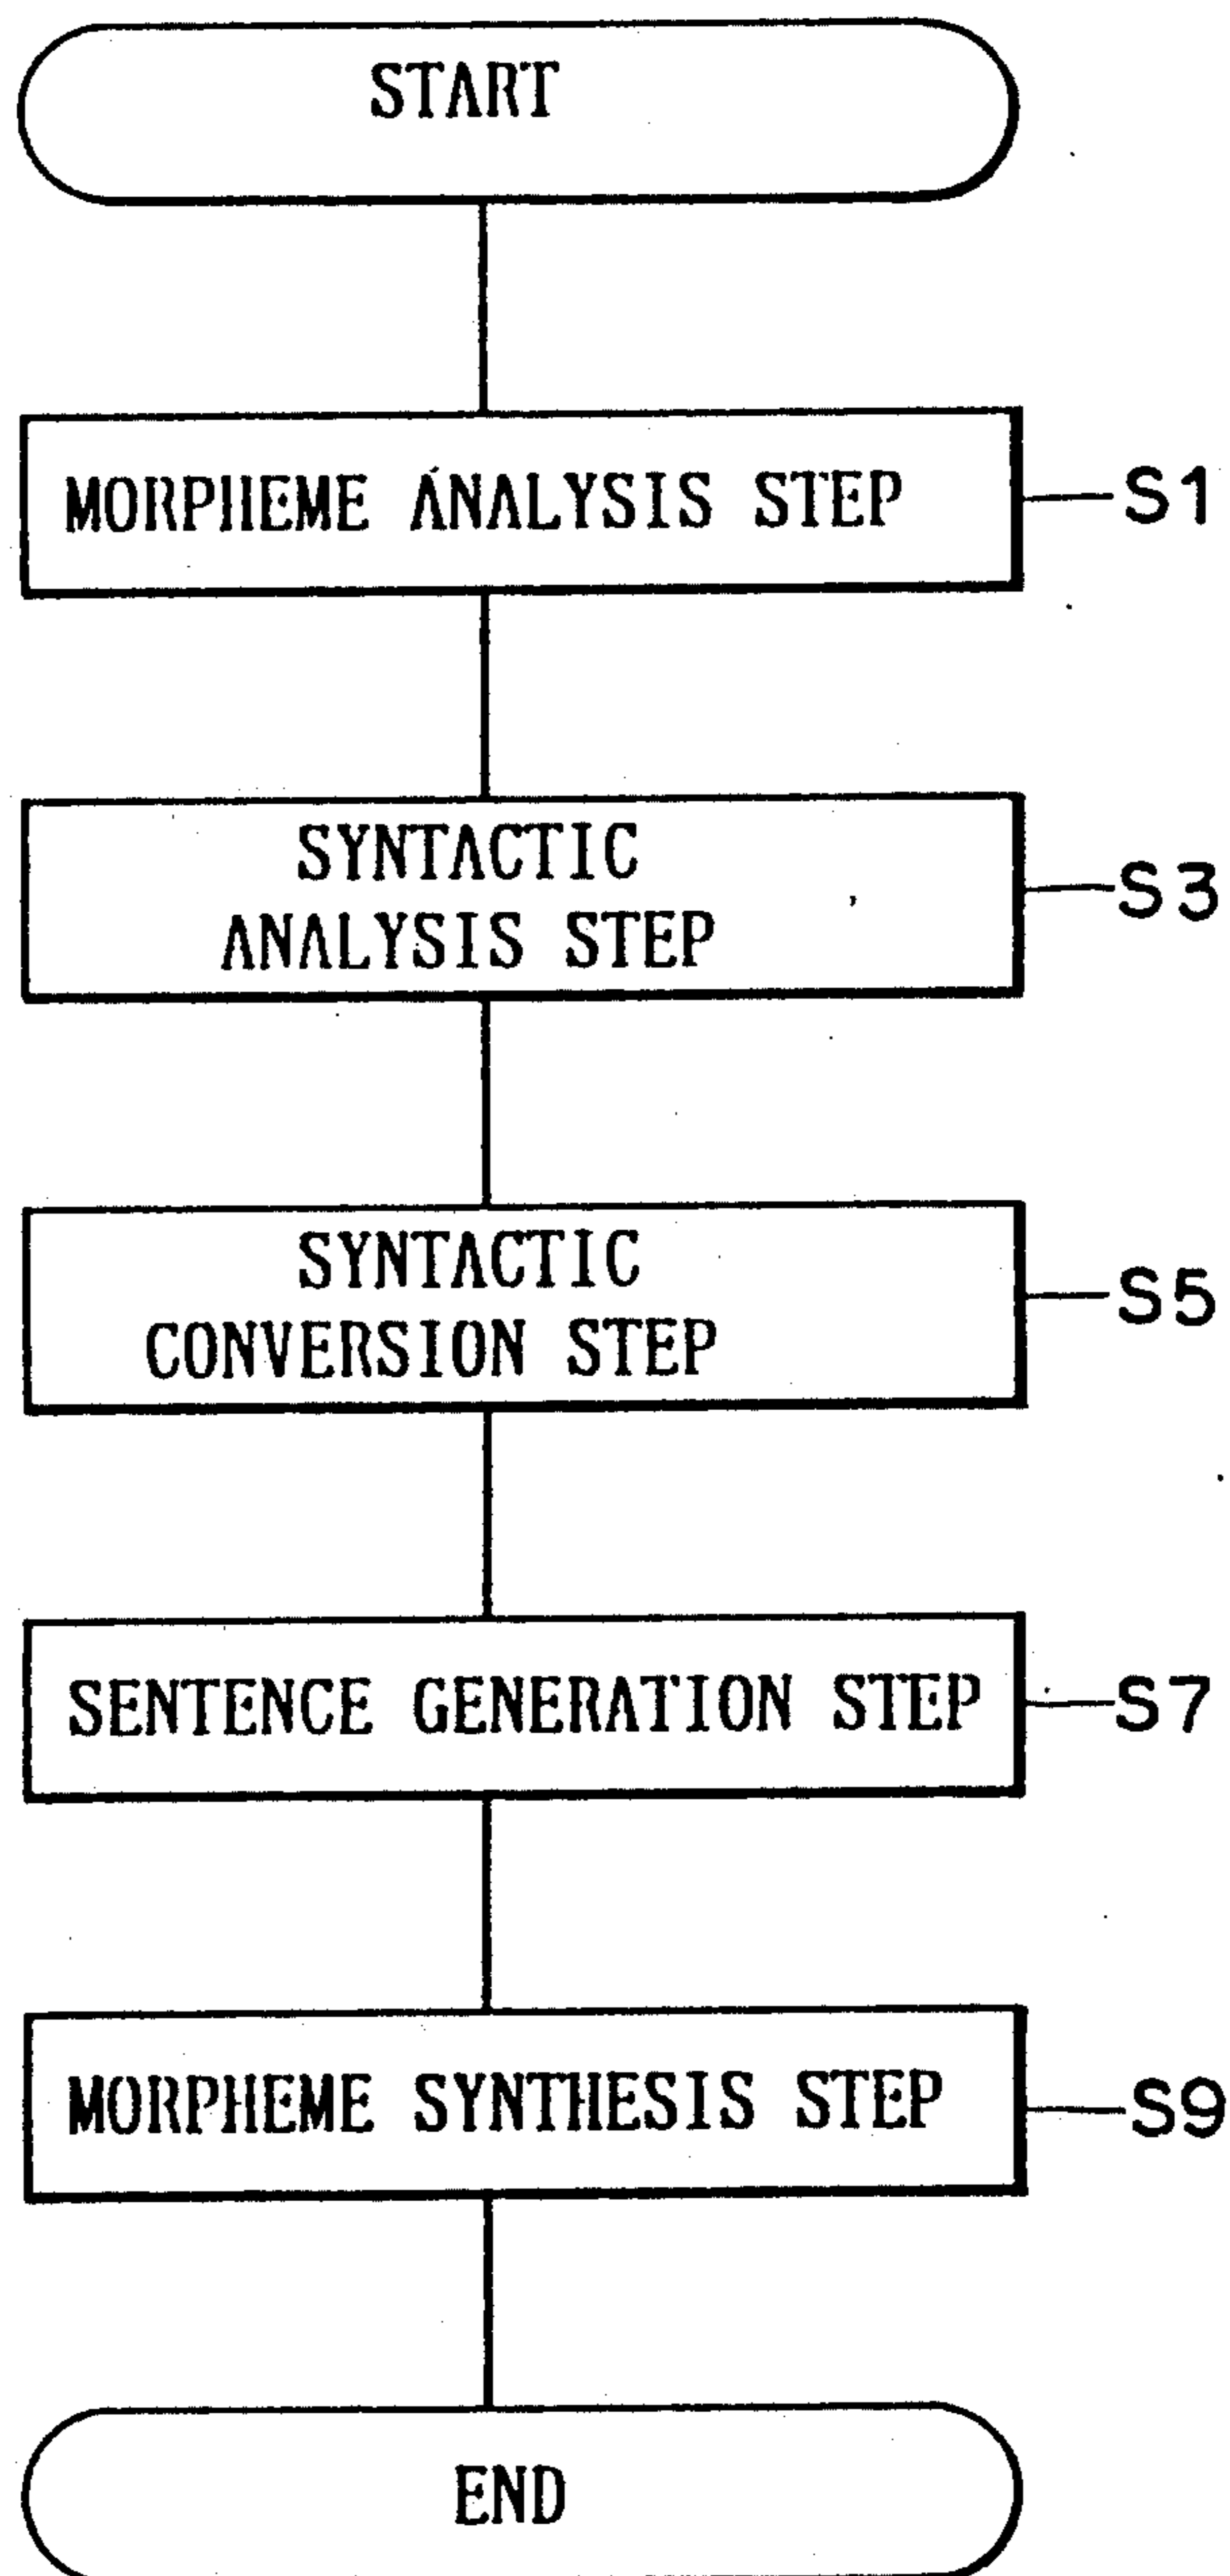 START
MORPHEME ANALYSIS STEP
S1
SYNTACTIC
ANALYSIS STEP
S3
SYNTACTIC
CONVERSION STEP
S5
SENTENCE GENERATION STEP
S7
MORPHEME SYNTHESIS STEP
S9
END